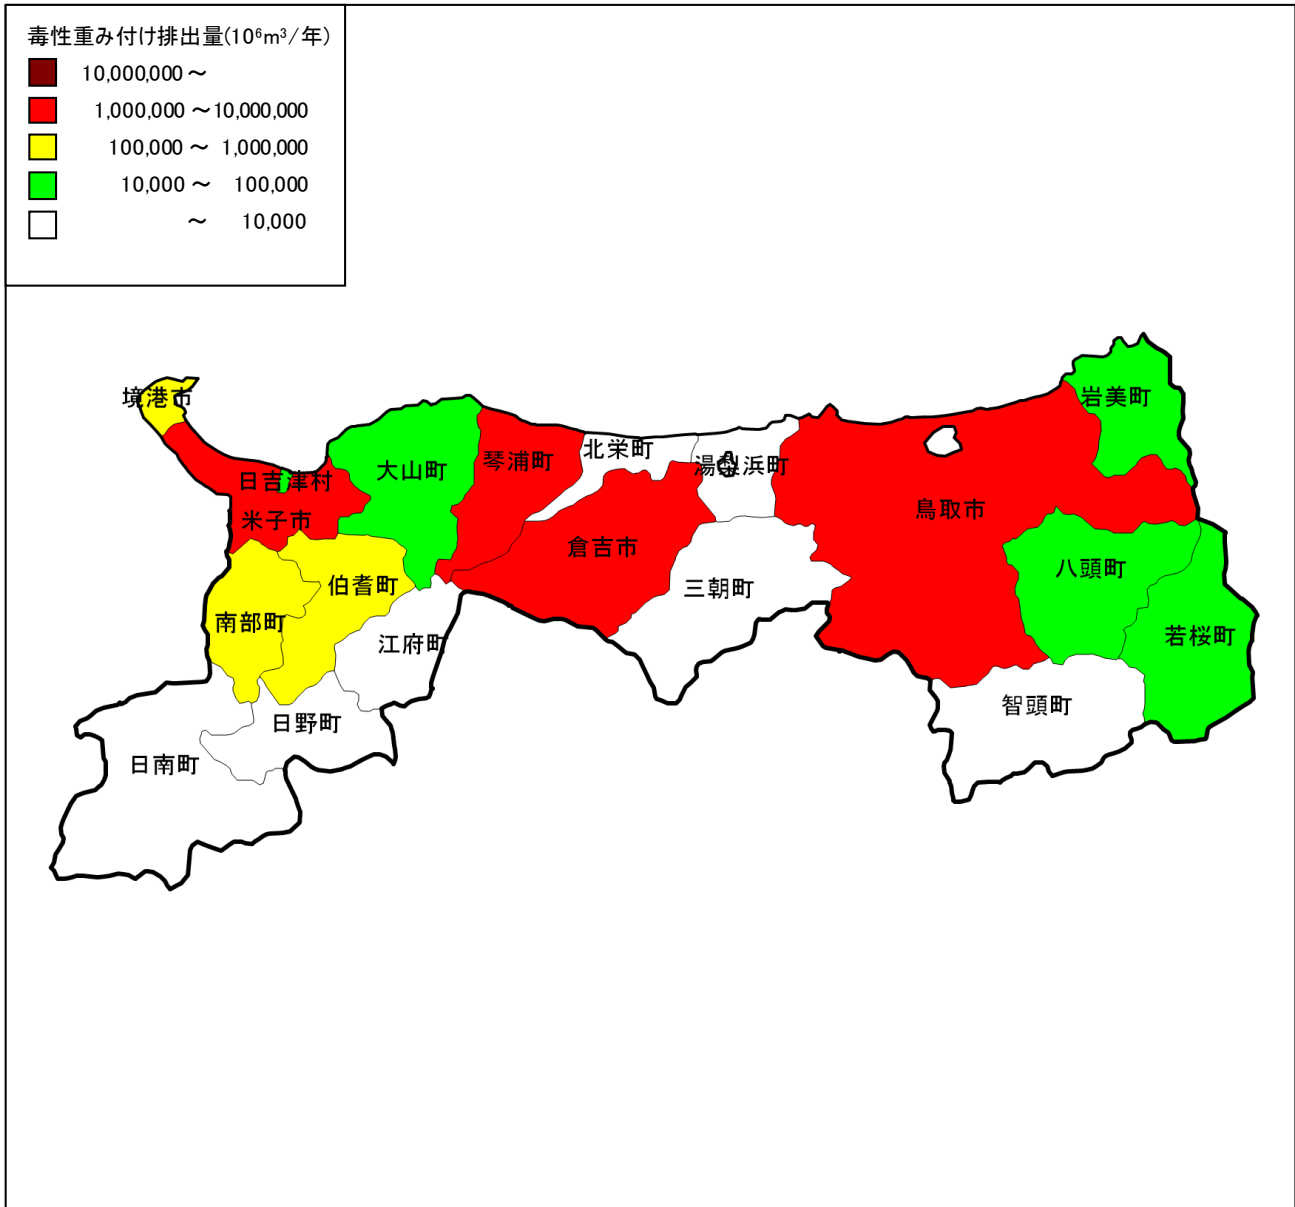 毒性重み付け排出量(10⁶m³/年)
10,000,000～
1,000,000～10,000,000
100,000～ 1,000,000
10,000～ 100,000
～ 10,000
境港市
岩美町
北栄町
琴浦町
湯梨浜町
大山町
日吉津村
鳥取市
米子市
倉吉市
八頭町
伯耆町
三朝町
南部町
若桜町
江府町
智頭町
日野町
日南町